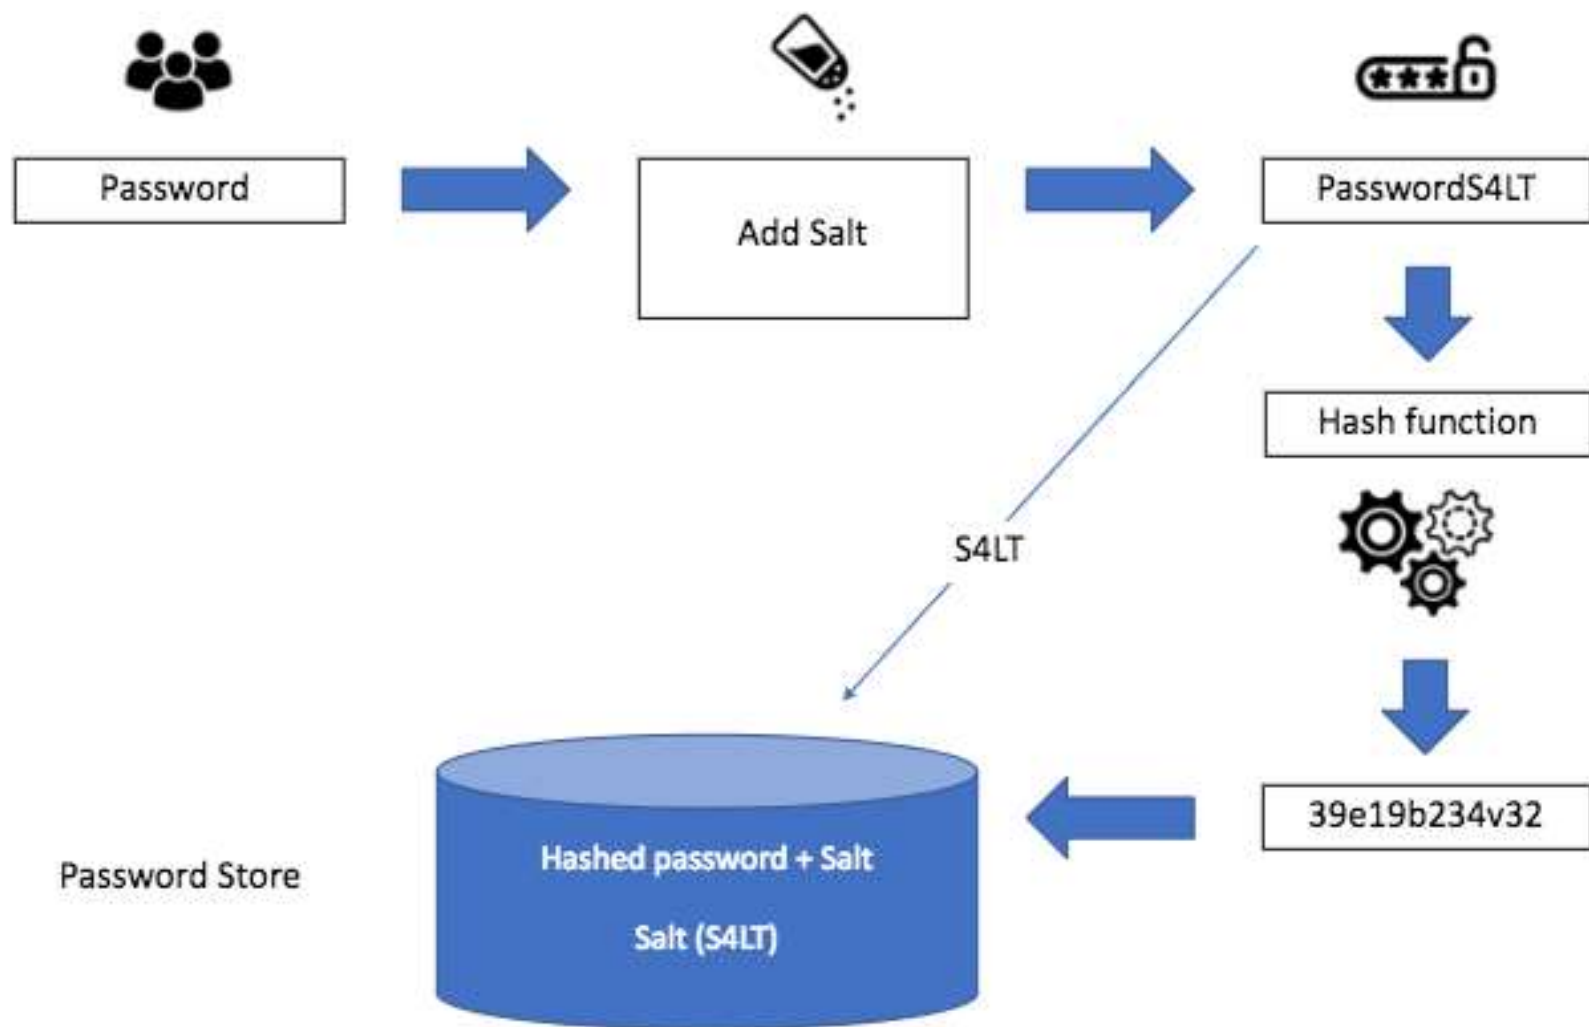 Password
Add Salt
PasswordS4LT
Hash function
S4LT
39e19b234v32
Password Store
Hashed password + Salt
Salt (S4LT)